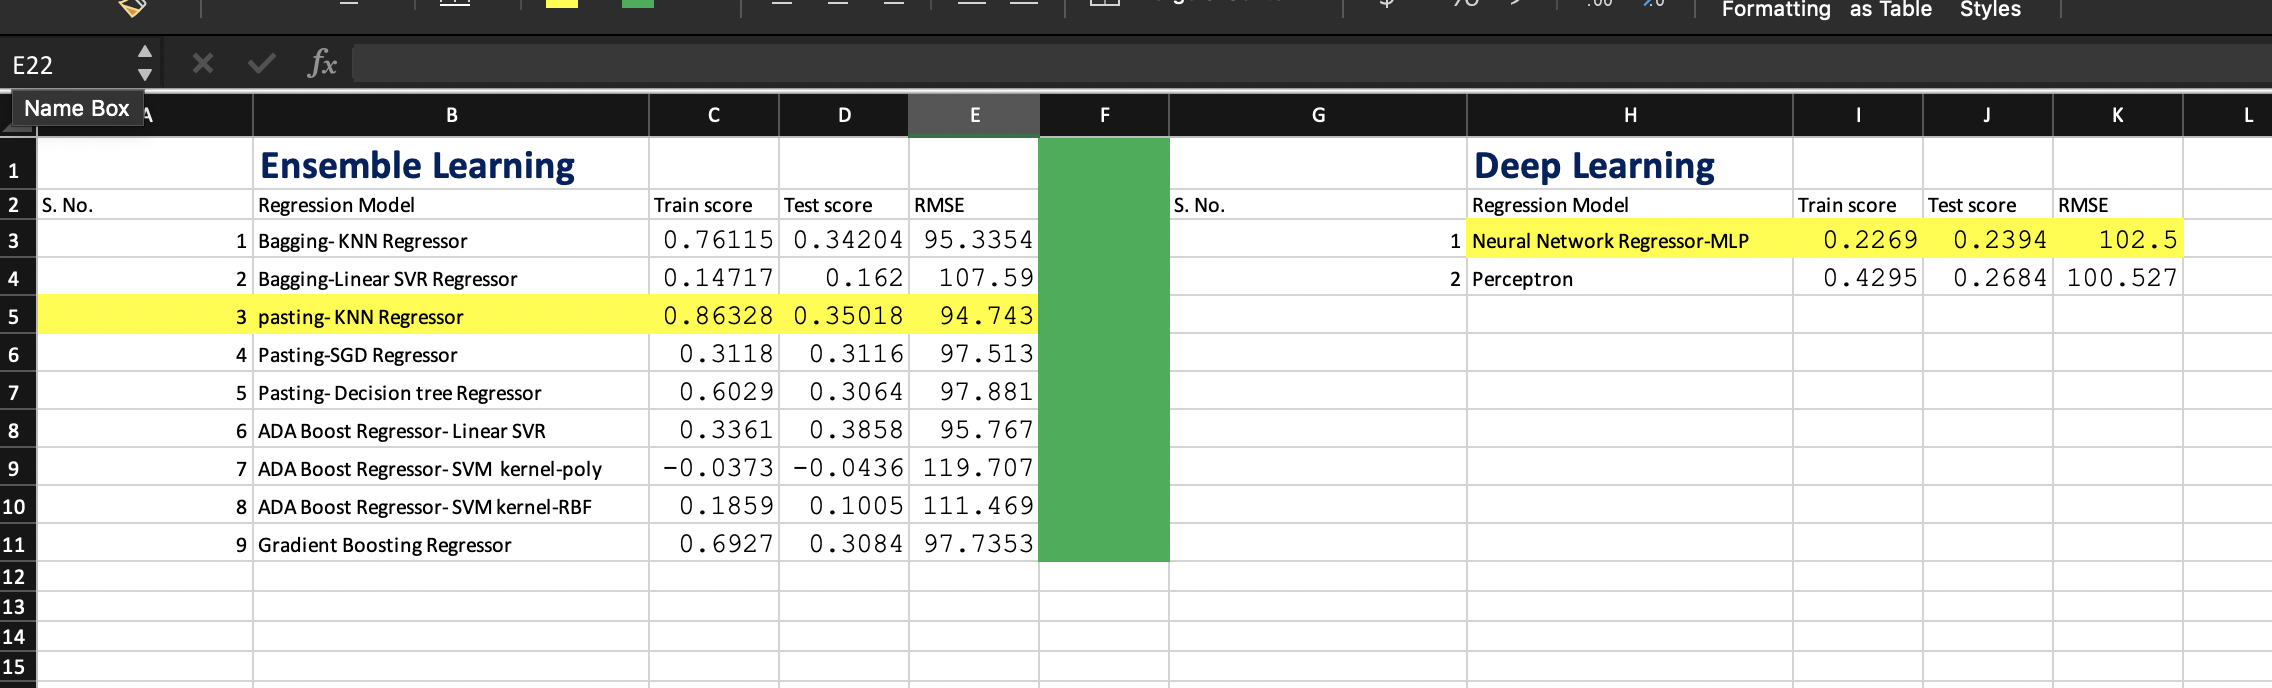 Formatting as Table Styles
E22 fx
Name Box
A B C D E F G H I J K L
1 Ensemble Learning Deep Learning
2 S. No. Regression Model Train score Test score RMSE S. No. Regression Model Train score Test score RMSE
3 1 Bagging- KNN Regressor 0.76115 0.34204 95.3354 1 Neural Network Regressor-MLP 0.2269 0.2394 102.5
4 2 Bagging-Linear SVR Regressor 0.14717 0.162 107.59 2 Perceptron 0.4295 0.2684 100.527
5 3 pasting- KNN Regressor 0.86328 0.35018 94.743
6 4 Pasting-SGD Regressor 0.3118 0.3116 97.513
7 5 Pasting- Decision tree Regressor 0.6029 0.3064 97.881
8 6 ADA Boost Regressor- Linear SVR 0.3361 0.3858 95.767
9 7 ADA Boost Regressor- SVM kernel-poly -0.0373 -0.0436 119.707
10 8 ADA Boost Regressor- SVM kernel-RBF 0.1859 0.1005 111.469
11 9 Gradient Boosting Regressor 0.6927 0.3084 97.7353
12
13
14
15